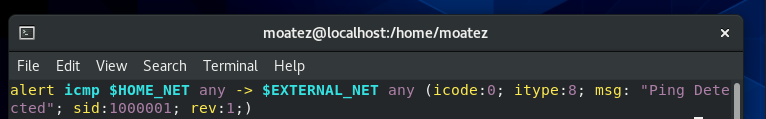 moatez@localhost:/home/moatez
File Edit View Search Terminal Help
alert icmp $HOME_NET any -> $EXTERNAL_NET any (icode:0; itype:8; msg: "Ping Dete
cted"; sid:1000001; rev:1;)